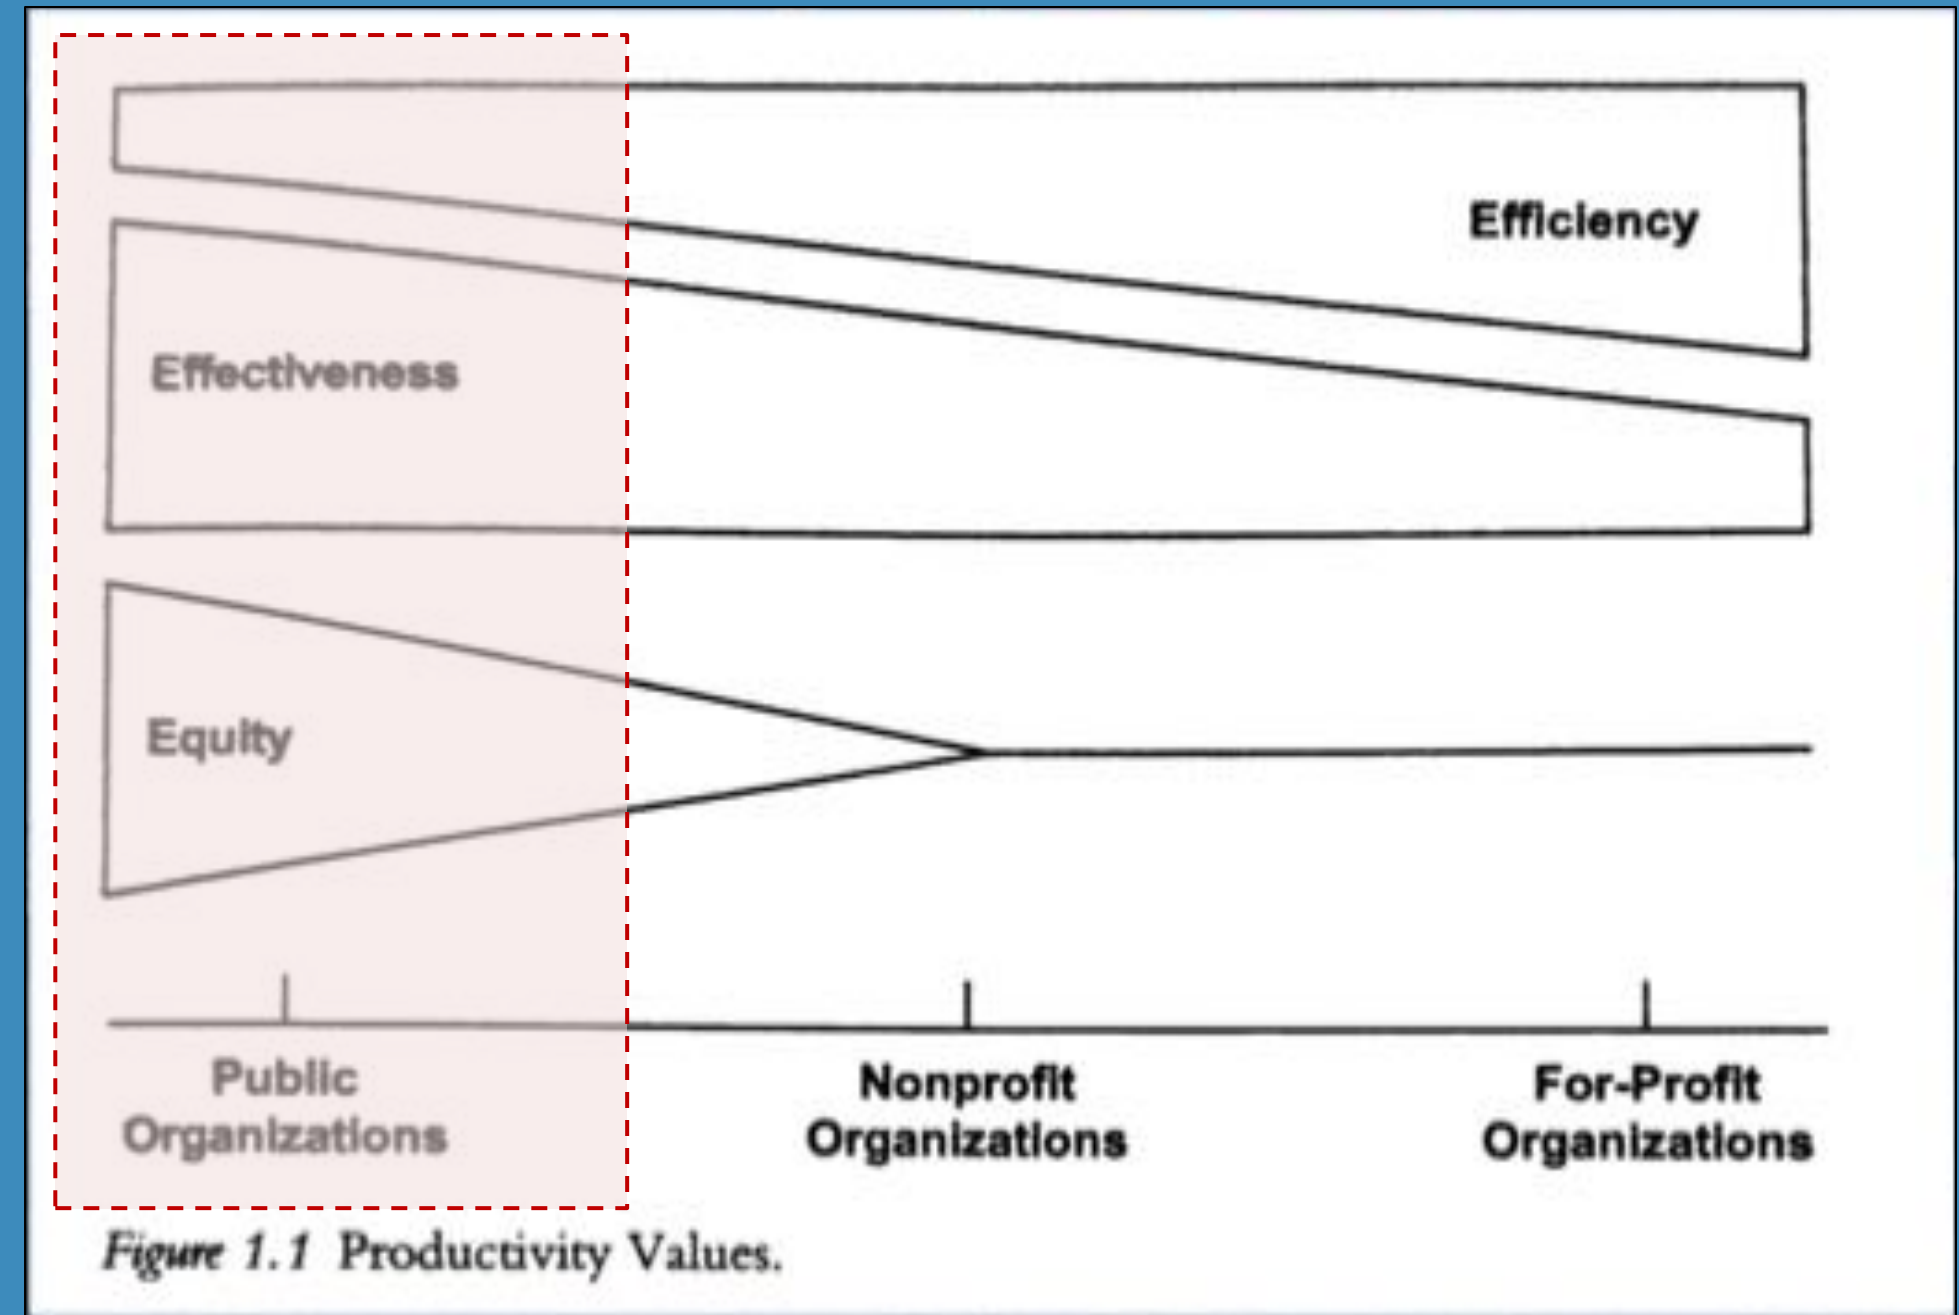 Efficiency
Effectiveness
Equity
Public
Organizations
Nonprofit
Organizations
For-Profit
Organizations
Figure 1.1 Productivity Values.